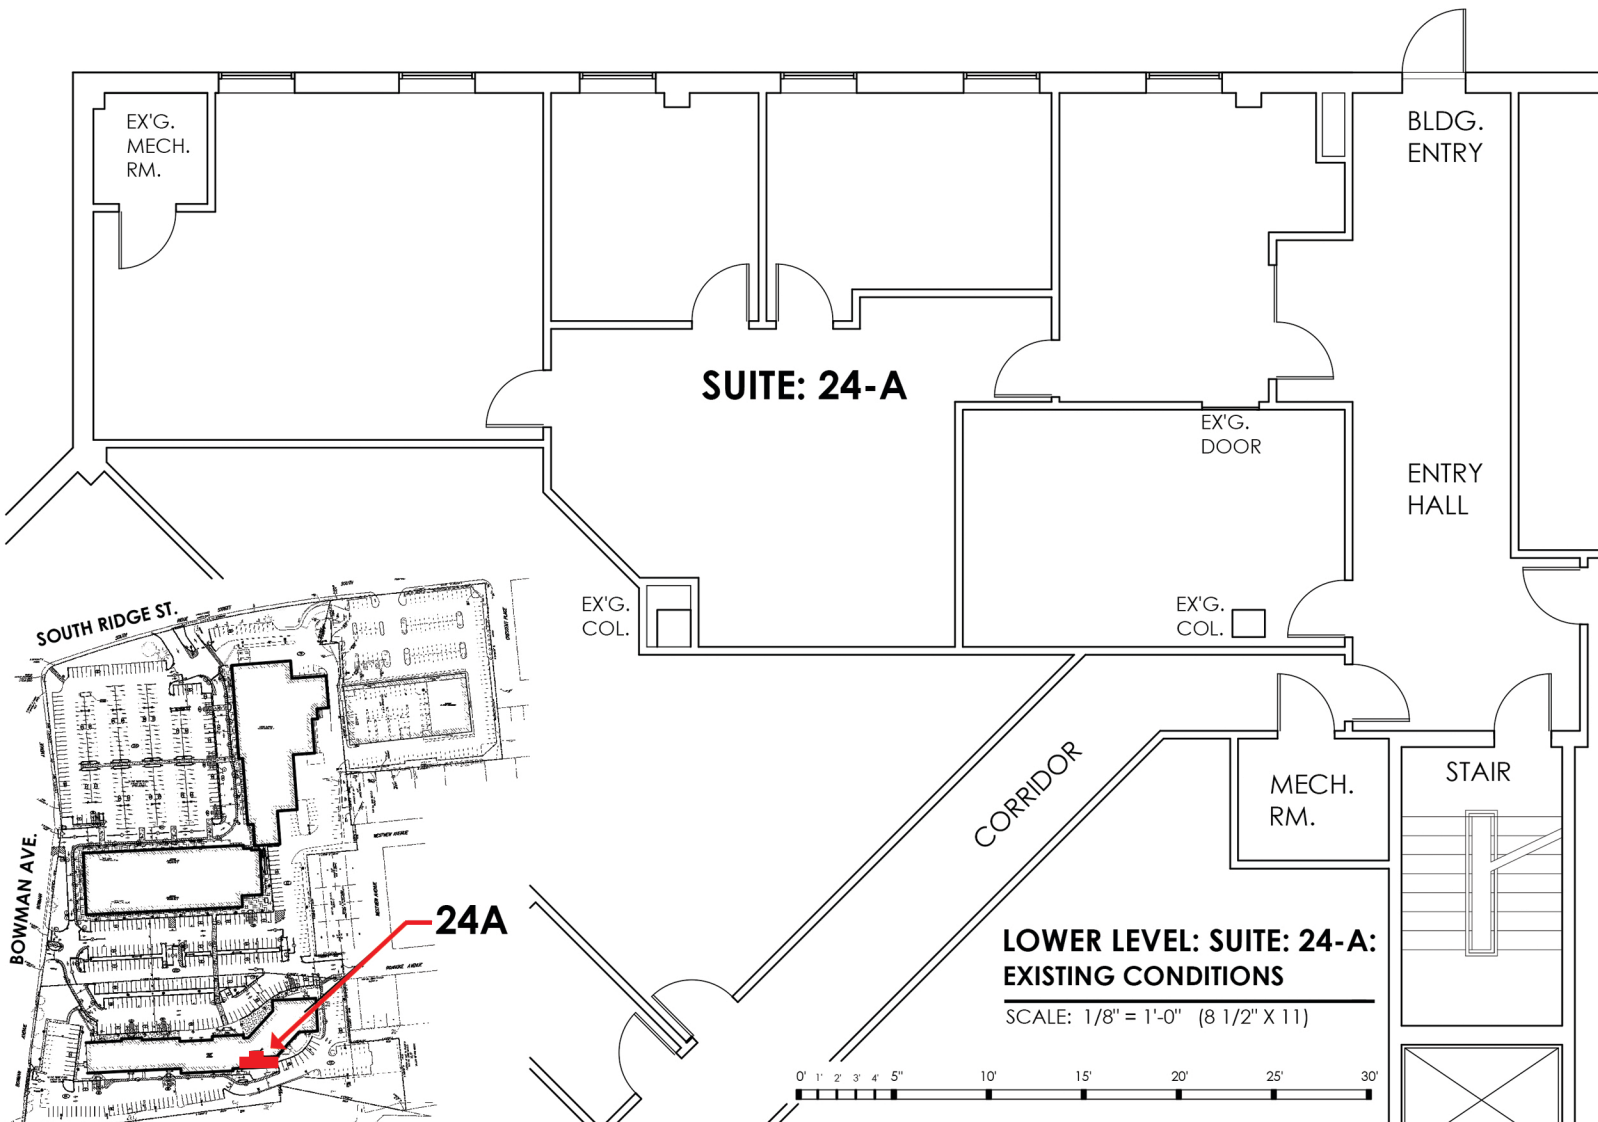 EX'G.
MECH.
RM.
BLDG.
ENTRY
SUITE: 24-A
EX'G.
DOOR
ENTRY
HALL
EX'G.
COL.
EX'G.
COL.
SOUTH RIDGE ST.
BOWMAN AVE.
24A
CORRIDOR
MECH.
RM.
STAIR
LOWER LEVEL: SUITE: 24-A:
EXISTING CONDITIONS
SCALE: 1/8" = 1'-0" (8 1/2" X 11)
0' 1' 2' 3' 4' 5" 10' 15' 20' 25' 30'